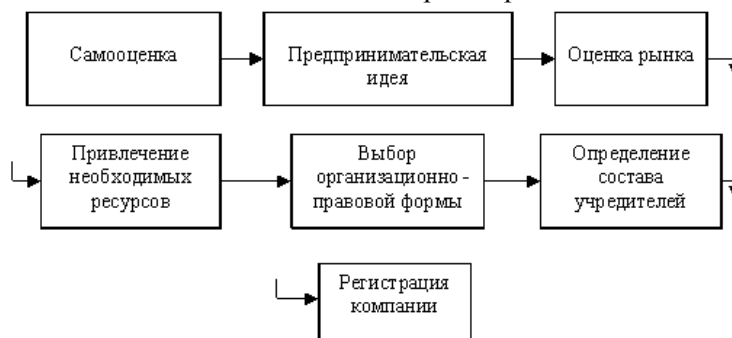 Самооценка
Предпринимательская
идея
Оценка рынка
Привлечение
необходимых
ресурсов
Выбор
организационно -
правовой формы
Определение
состава
учредителей
Регистрация
компании